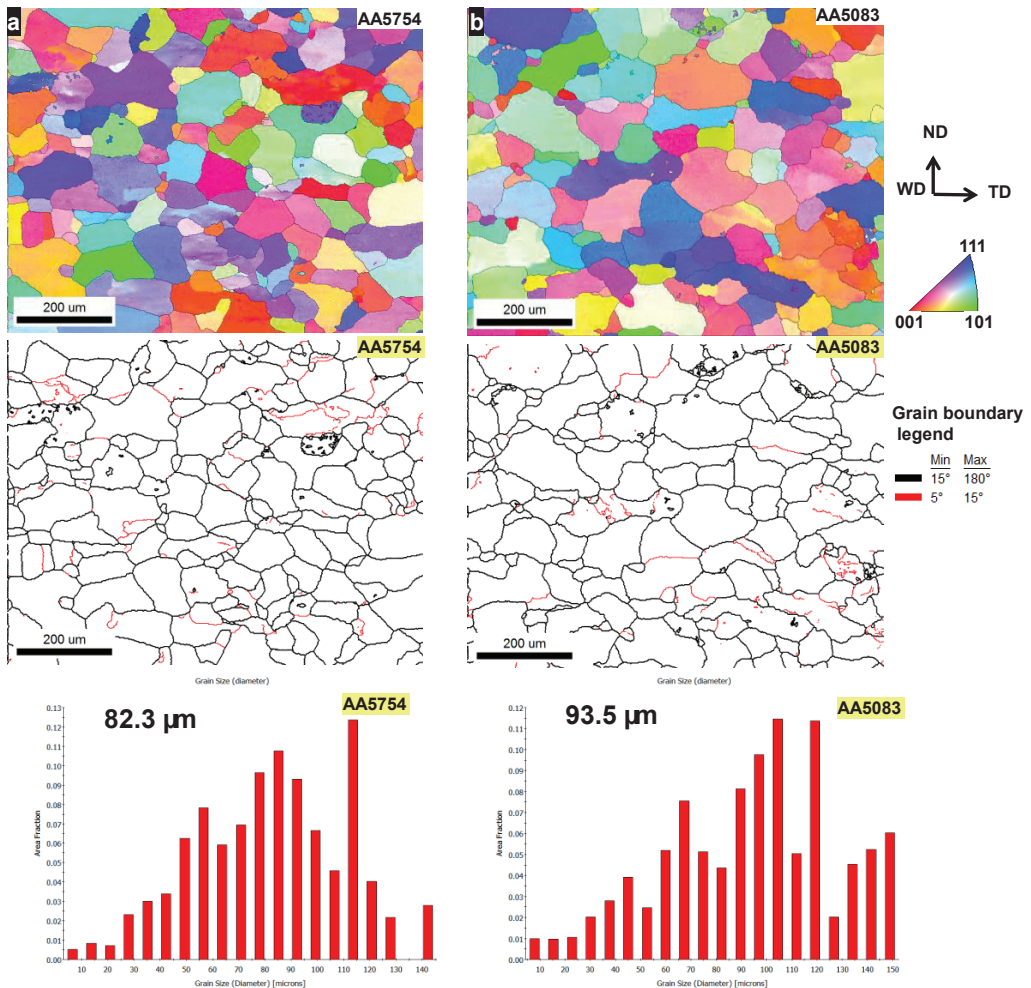 a
AA5754
200 um
b
AA5083
200 um
ND
WD
TD
111
001
101
AA5754
200 um
AA5083
200 um
Grain boundary
legend
Min Max
15° 180°
5° 15°
Grain Size (diameter)
AA5754
82.3 µm
0.13
0.12
0.11
0.10
0.09
0.08
0.07
0.06
0.05
0.04
0.03
0.02
0.01
0.00
Area Fraction
10 20 30 40 50 60 70 80 90 100 110 120 130 140
Grain Size (Diameter) [microns]
Grain Size (diameter)
AA5083
93.5 µm
0.12
0.11
0.10
0.09
0.08
0.07
0.06
0.05
0.04
0.03
0.02
0.01
0.00
Area Fraction
10 20 30 40 50 60 70 80 90 100 110 120 130 140 150
Grain Size (Diameter) [microns]